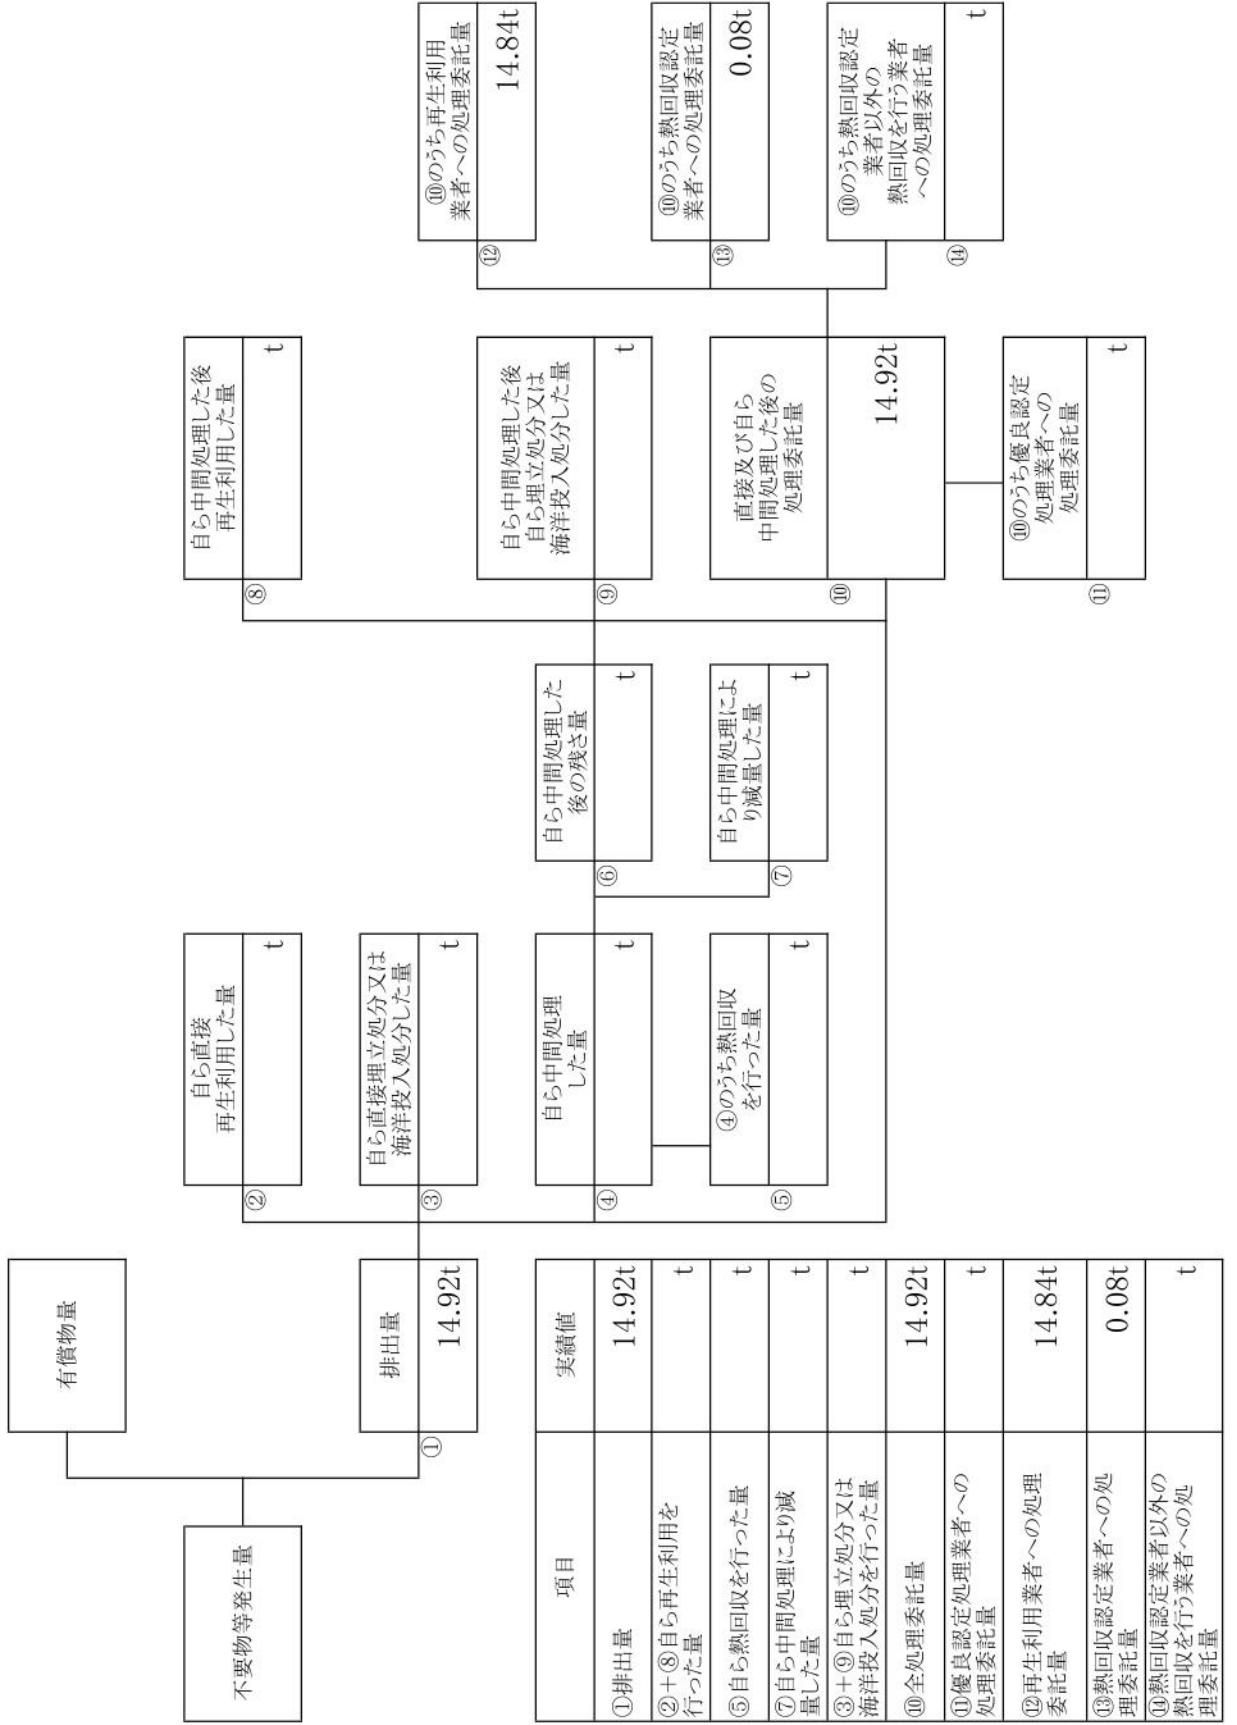 有償物量
不要物等発生量
①
排出量
14.92t
②
自ら直接
再生利用した量
t
③
自ら直接埋立処分又は
海洋投入処分した量
t
④
自ら中間処理
した量
t
⑤
④のうち熱回収
を行った量
t
⑥
自ら中間処理した
後の残さ量
t
⑦
自ら中間処理によ
り減量した量
t
⑧
自ら中間処理した後
再生利用した量
t
⑨
自ら中間処理した後
自ら埋立処分又は
海洋投入処分した量
t
⑩
直接及び自ら
中間処理した後の
処理委託量
14.92t
⑪
⑩のうち優良認定
処理業者への
処理委託量
t
⑫
⑩のうち再生利用
業者への処理委託量
14.84t
⑬
⑩のうち熱回収認定
業者への処理委託量
0.08t
⑭
⑩のうち熱回収認定
業者以外の
熱回収を行う業者
への処理委託量
t
項目
実績値
①排出量
14.92t
②+⑧自ら再生利用を
行った量
t
⑤自ら熱回収を行った量
t
⑦自ら中間処理により減
量した量
t
③+⑨自ら埋立処分又は
海洋投入処分を行った量
t
⑩全処理委託量
14.92t
⑪優良認定処理業者への
処理委託量
t
⑫再生利用業者への処理
委託量
14.84t
⑬熱回収認定業者への処
理委託量
0.08t
⑭熱回収認定業者以外の
熱回収を行う業者への処
理委託量
t